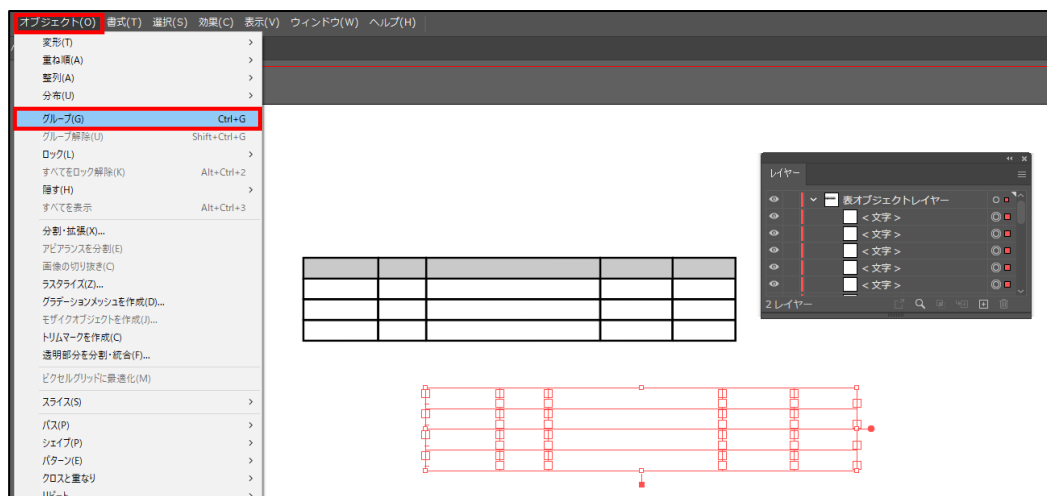 オブジェクト(O) 書式(T) 選択(S) 効果(C) 表示(V) ウィンドウ(W) ヘルプ(H)
変形(T)
重ね順(A)
整列(A)
分布(U)
グループ(G) Ctrl+G
グループ解除(U) Shift+Ctrl+G
ロック(L)
すべてをロック解除(K) Alt+Ctrl+2
隠す(H)
すべてを表示 Alt+Ctrl+3
分割・拡張(X)...
アピアランスを分割(E)
画像の切り抜き(C)
ラスタライズ(Z)...
グラデーションメッシュを作成(D)...
モザイクオブジェクトを作成(J)...
トリムマークを作成(C)
透明部分を分割・統合(F)...
ピクセルグリッドに最適化(M)
スライス(S)
パス(P)
シェイプ(P)
パターン(E)
クロスと重なり
リピート
レイヤー
表オブジェクトレイヤー
<文字>
<文字>
<文字>
<文字>
<文字>
2 レイヤー